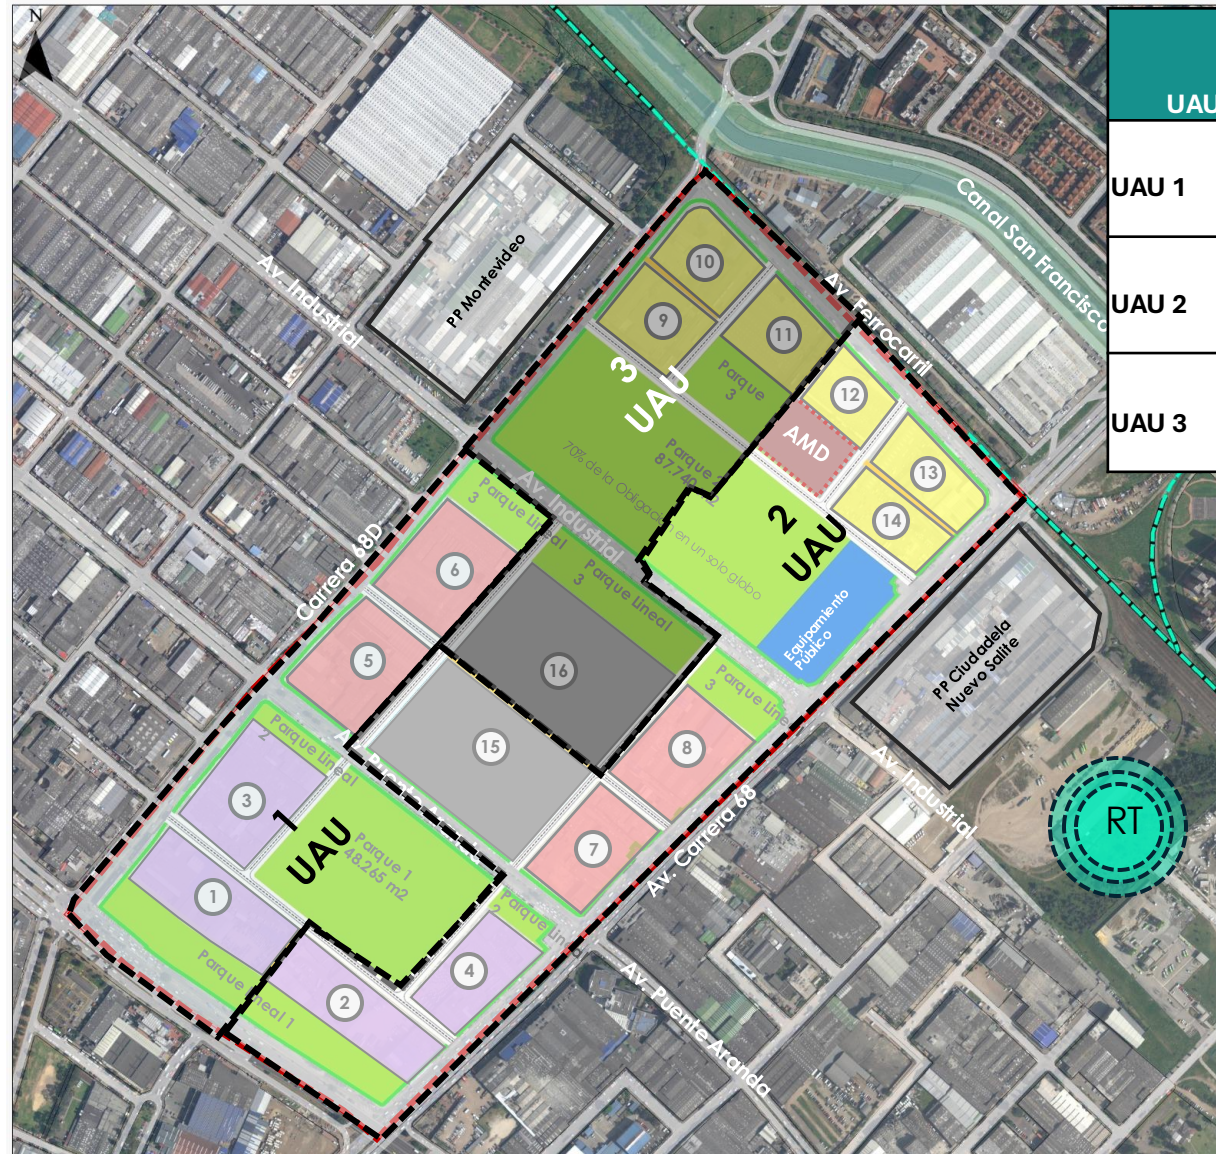 N
UAU
UAU 1
UAU 2
UAU 3
Canal San Francisco
Av. Industrial
PP Montevideo
Av. Ferrocarril
10
9
11
3
UAU
Parque
3
12
AMD
13
14
Parque
87.740
70% de la Obligación en un solo globo
2
UAU
Equipamiento
Público
PP Ciudadela
Nuevo Salite
Av. Industrial
Parque Lineal
3
Parque Lineal
3
Carrera 68D
6
5
16
15
Parque Lineal
3
8
7
Av. Carrera 68
Av. Industrial
RT
Parque Lineal
2
3
1
UAU
Parque 1
48.265 m2
1
Parque Lineal 1
2
4
Parque Lin
2
Av. Puente Aranda